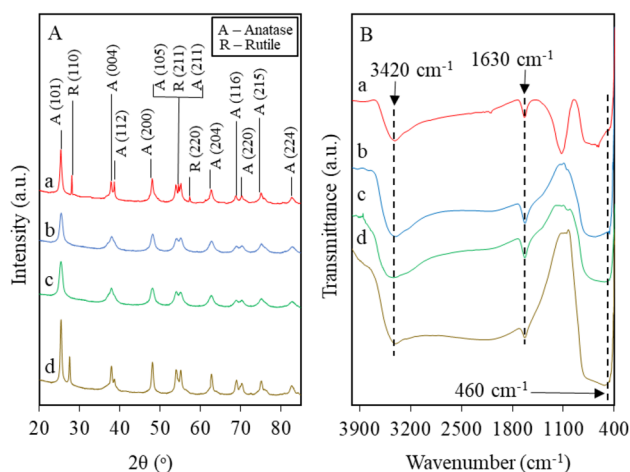 A
A – Anatase
R – Rutile
A (101)
R (110)
A (004)
A (112)
A (200)
A (105)
R (211)
A (211)
R (220)
A (204)
A (116)
A (220)
A (215)
A (224)
a
b
c
d
Intensity (a.u.)
20 30 40 50 60 70 80
2θ (º)
B
3420 cm⁻¹
1630 cm⁻¹
a
b
c
d
460 cm⁻¹
Transmittance (a.u.)
3900 3200 2500 1800 1100 400
Wavenumber (cm⁻¹)